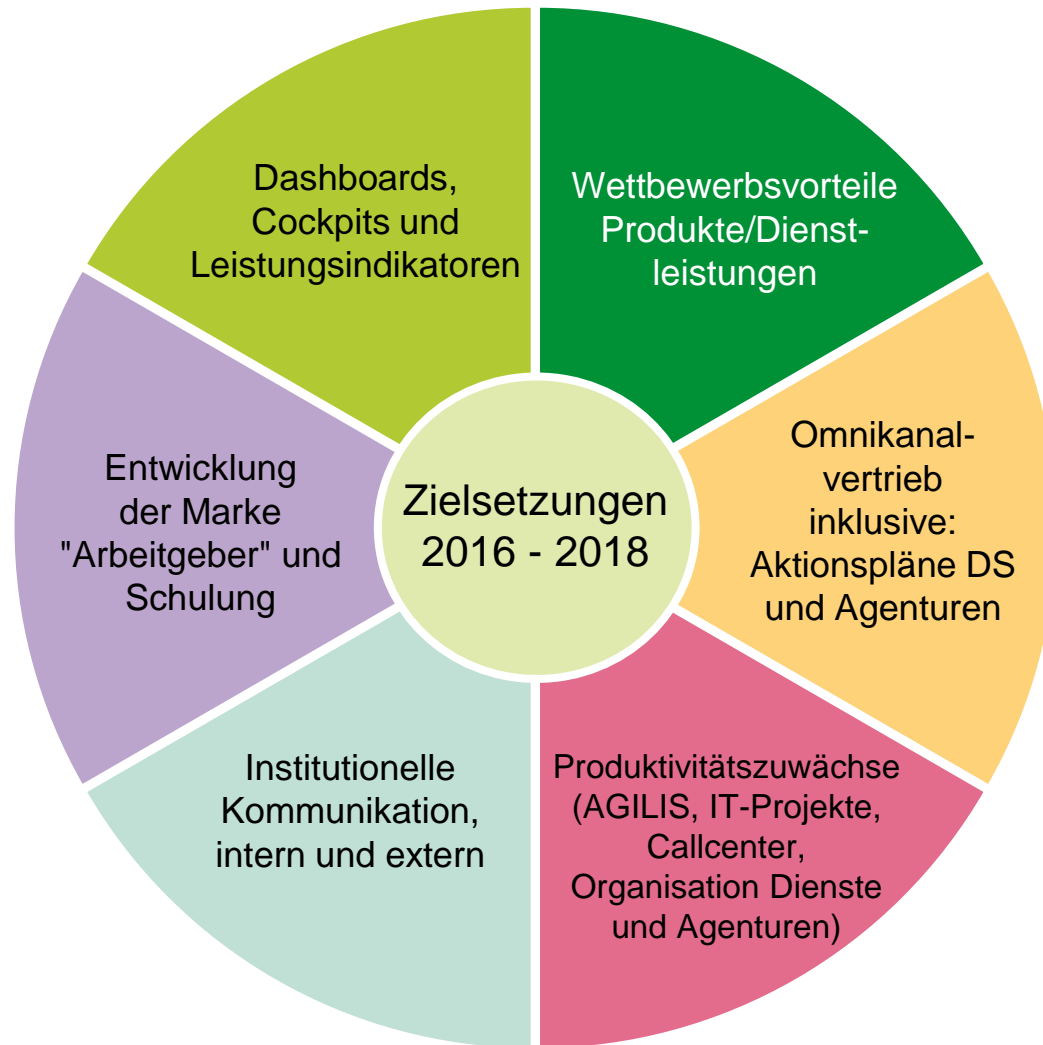 Dashboards,
Cockpits und
Leistungsindikatoren
Wettbewerbsvorteile
Produkte/Dienst-
leistungen
Omnikanal-
vertrieb
inklusive:
Aktionspläne DS
und Agenturen
Produktivitätszuwächse
(AGILIS, IT-Projekte,
Callcenter,
Organisation Dienste
und Agenturen)
Institutionelle
Kommunikation,
intern und extern
Entwicklung
der Marke
"Arbeitgeber" und
Schulung
Zielsetzungen
2016 - 2018